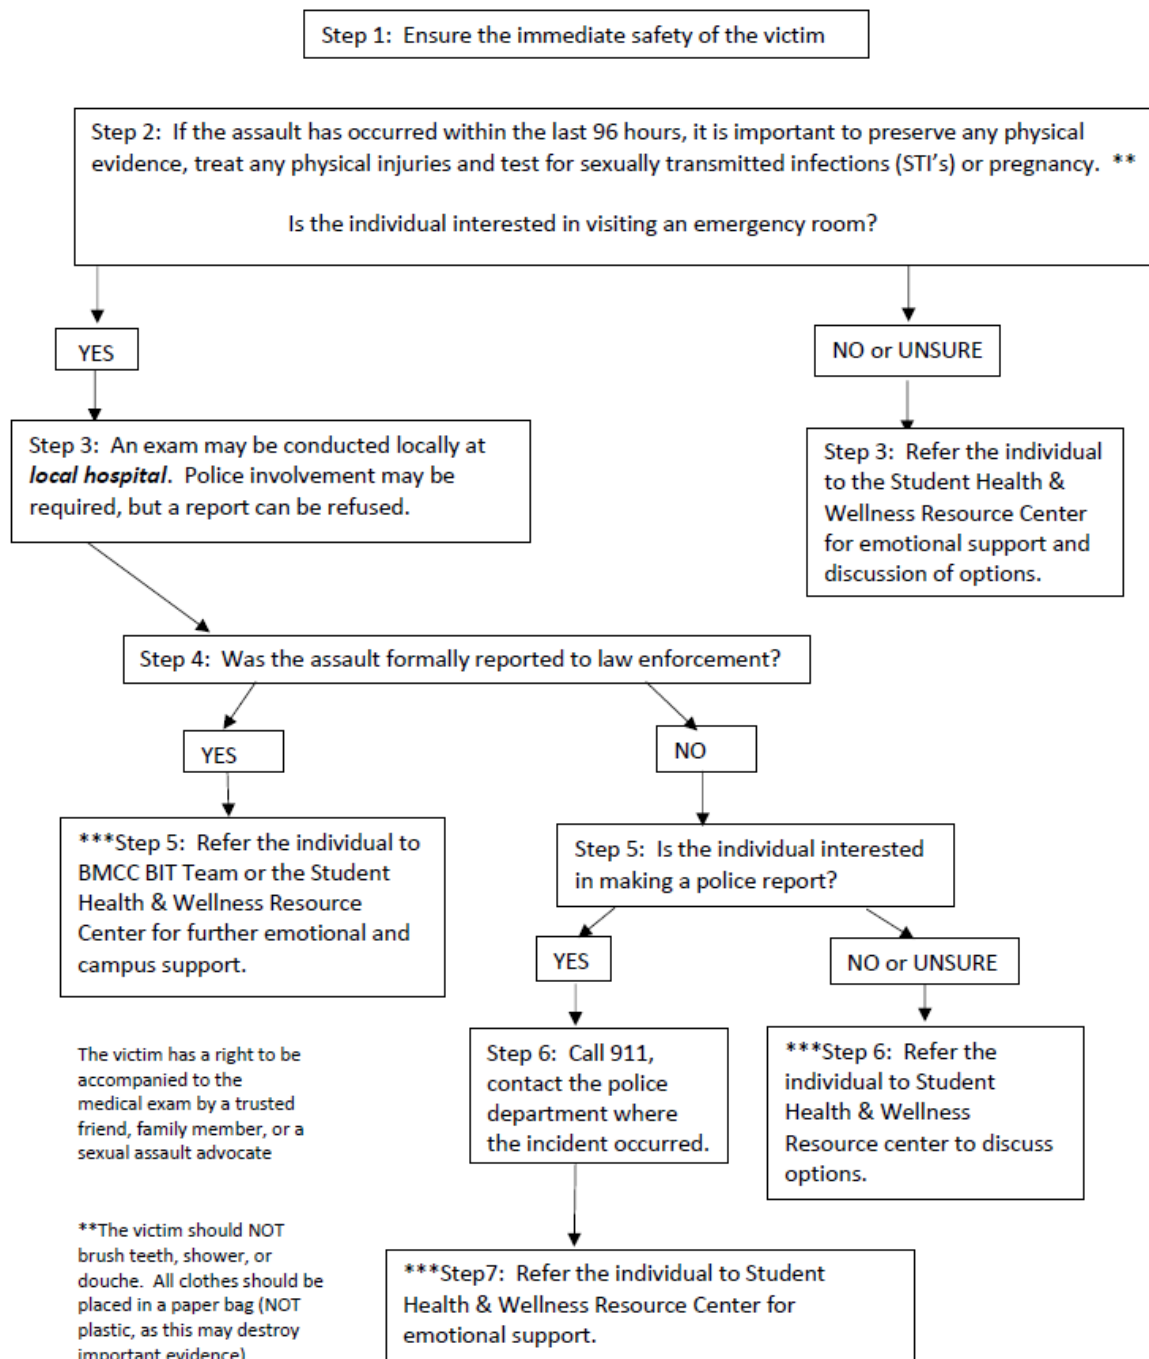 Step 1:  Ensure the immediate safety of the victim
Step 2:  If the assault has occurred within the last 96 hours, it is important to preserve any physical
evidence, treat any physical injuries and test for sexually transmitted infections (STI's) or pregnancy.  **
Is the individual interested in visiting an emergency room?
YES
NO or UNSURE
Step 3:  An exam may be conducted locally at
local hospital.  Police involvement may be
required, but a report can be refused.
Step 3:  Refer the individual
to the Student Health &
Wellness Resource Center
for emotional support and
discussion of options.
Step 4:  Was the assault formally reported to law enforcement?
YES
NO
***Step 5:  Refer the individual to
BMCC BIT Team or the Student
Health & Wellness Resource
Center for further emotional and
campus support.
Step 5:  Is the individual interested
in making a police report?
YES
NO or UNSURE
Step 6:  Call 911,
contact the police
department where
the incident occurred.
***Step 6:  Refer the
individual to Student
Health & Wellness
Resource center to discuss
options.
The victim has a right to be
accompanied to the
medical exam by a trusted
friend, family member, or a
sexual assault advocate
**The victim should NOT
brush teeth, shower, or
douche.  All clothes should be
placed in a paper bag (NOT
plastic, as this may destroy
important evidence)
***Step7:  Refer the individual to Student
Health & Wellness Resource Center for
emotional support.